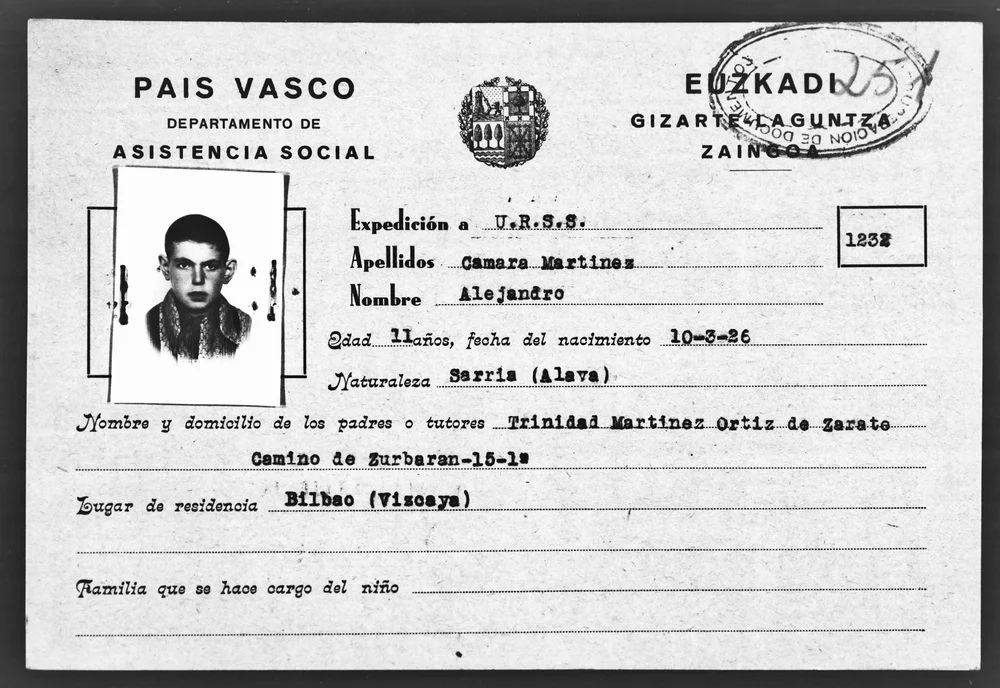 PAIS VASCO
DEPARTAMENTO DE
ASISTENCIA SOCIAL
EUZKADI
GIZARTE-LAGUNTZA
ZAINGOA
DE DOCUMENTOS
257
Expedición a U.R.S.S.
1232
Apellidos Camara Martinez
Nombre Alejandro
Edad 11 años, fecha del nacimiento 10-3-26
Naturaleza Sarria (Alava)
Nombre y domicilio de los padres o tutores Trinidad Martinez Ortiz de Zarate
Camino de Zurbaran-15-1º
Lugar de residencia Bilbao (Vizcaya)
Familia que se hace cargo del niño